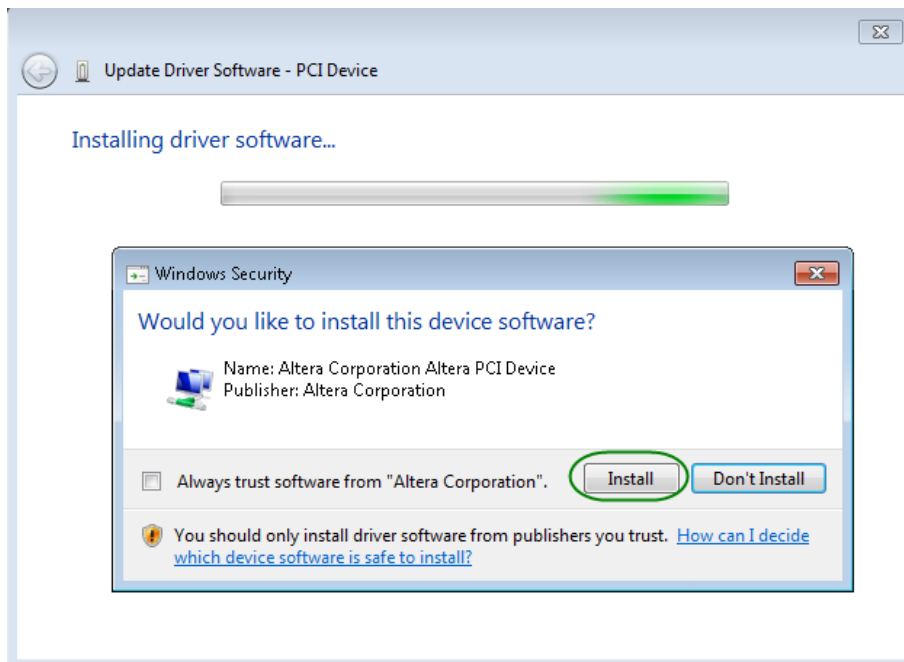 Update Driver Software - PCI Device
Installing driver software...
Windows Security
Would you like to install this device software?
Name: Altera Corporation Altera PCI Device
Publisher: Altera Corporation
Always trust software from "Altera Corporation".
Install
Don't Install
You should only install driver software from publishers you trust. How can I decide
which device software is safe to install?